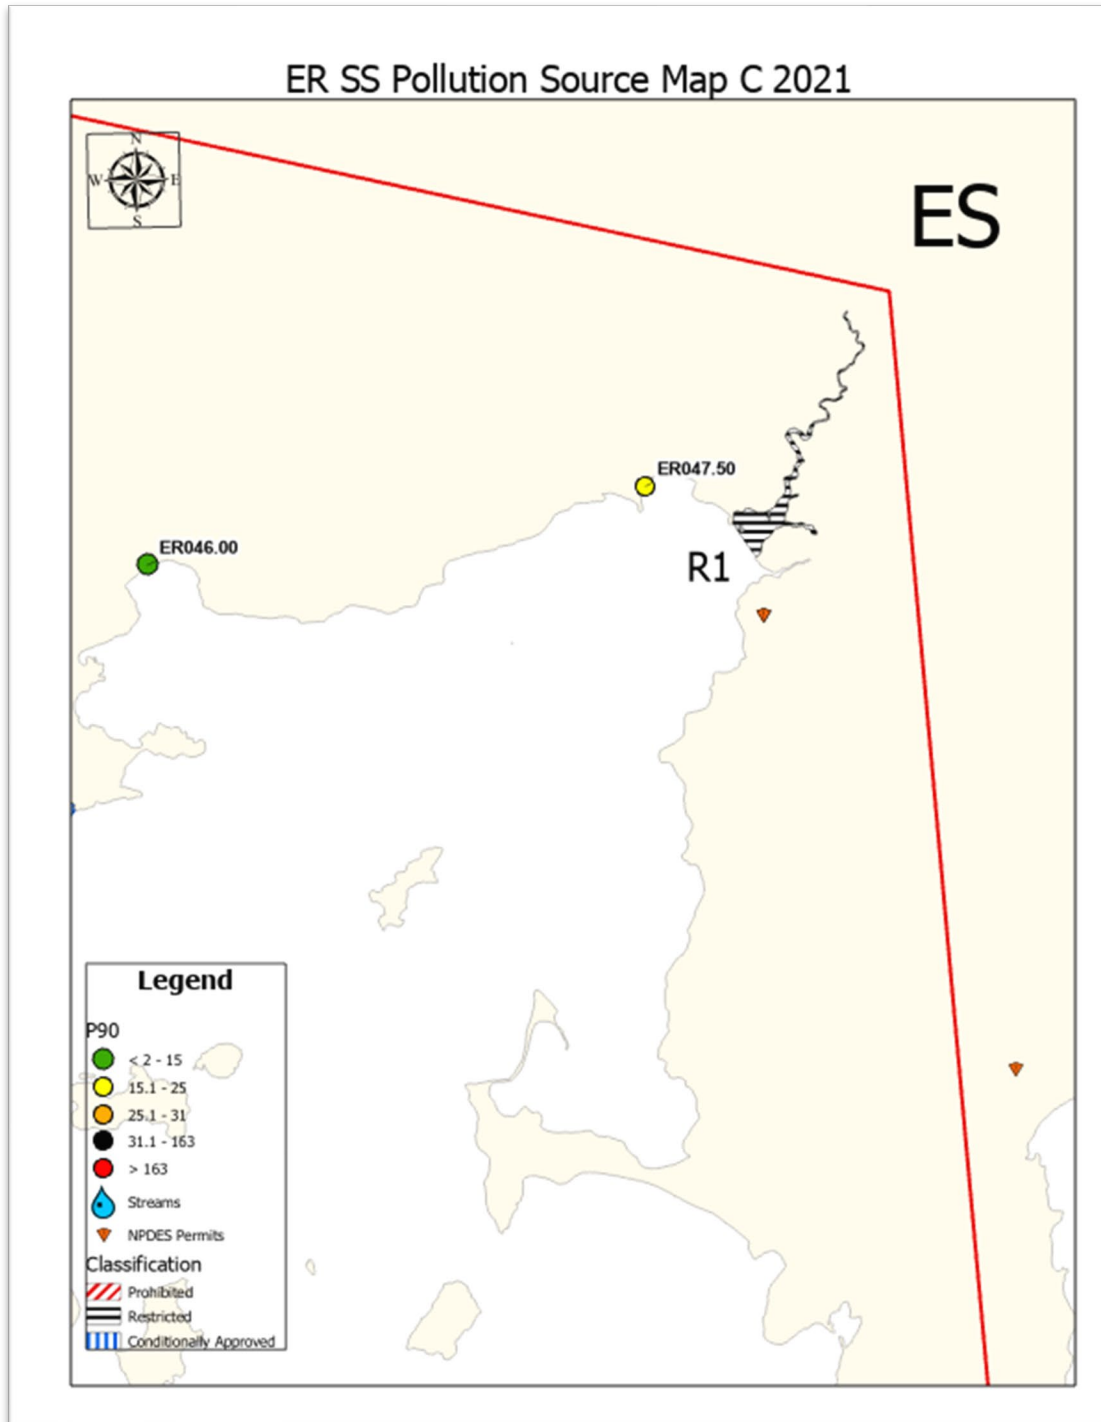 ER SS Pollution Source Map C 2021
N
W E
S
ES
ER047.50
ER046.00
R1
Legend
P90
< 2 - 15
15.1 - 25
25.1 - 31
31.1 - 163
> 163
Streams
NPDES Permits
Classification
Prohibited
Restricted
Conditionally Approved